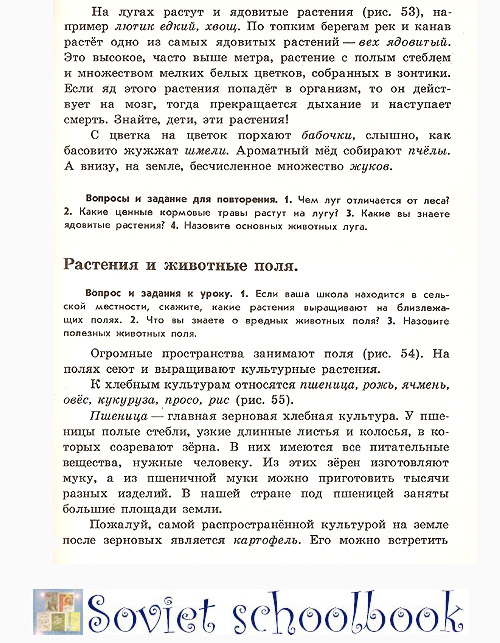 На лугах растут и ядовитые растения (рис. 53), на-
пример лютик едкий, хвощ. По топким берегам рек и канав
растёт одно из самых ядовитых растений — вех ядовитый.
Это высокое, часто выше метра, растение с полым стеблем
и множеством мелких белых цветков, собранных в зонтики.
Если яд этого растения попадёт в организм, то он дейст-
вует на мозг, тогда прекращается дыхание и наступает
смерть. Знайте, дети, эти растения!
С цветка на цветок порхают бабочки, слышно, как
басовито жужжат шмели. Ароматный мёд собирают пчёлы.
А внизу, на земле, бесчисленное множество жуков.
Вопросы и задание для повторения. 1. Чем луг отличается от леса?
2. Какие ценные кормовые травы растут на лугу? 3. Какие вы знаете
ядовитые растения? 4. Назовите основных животных луга.
Растения и животные поля.
Вопрос и задания к уроку. 1. Если ваша школа находится в сель-
ской местности, скажите, какие растения выращивают на близлежа-
щих полях. 2. Что вы знаете о вредных животных поля? 3. Назовите
полезных животных поля.
Огромные пространства занимают поля (рис. 54). На
полях сеют и выращивают культурные растения.
К хлебным культурам относятся пшеница, рожь, ячмень,
овёс, кукуруза, просо, рис (рис. 55).
Пшеница — главная зерновая хлебная культура. У пше-
ницы полые стебли, узкие длинные листья и колосья, в ко-
торых созревают зёрна. В них имеются все питательные
вещества, нужные человеку. Из этих зёрен изготовляют
муку, а из пшеничной муки можно приготовить тысячи
разных изделий. В нашей стране под пшеницей заняты
большие площади земли.
Пожалуй, самой распространённой культурой на земле
после зерновых является картофель. Его можно встретить
Soviet schoolbook